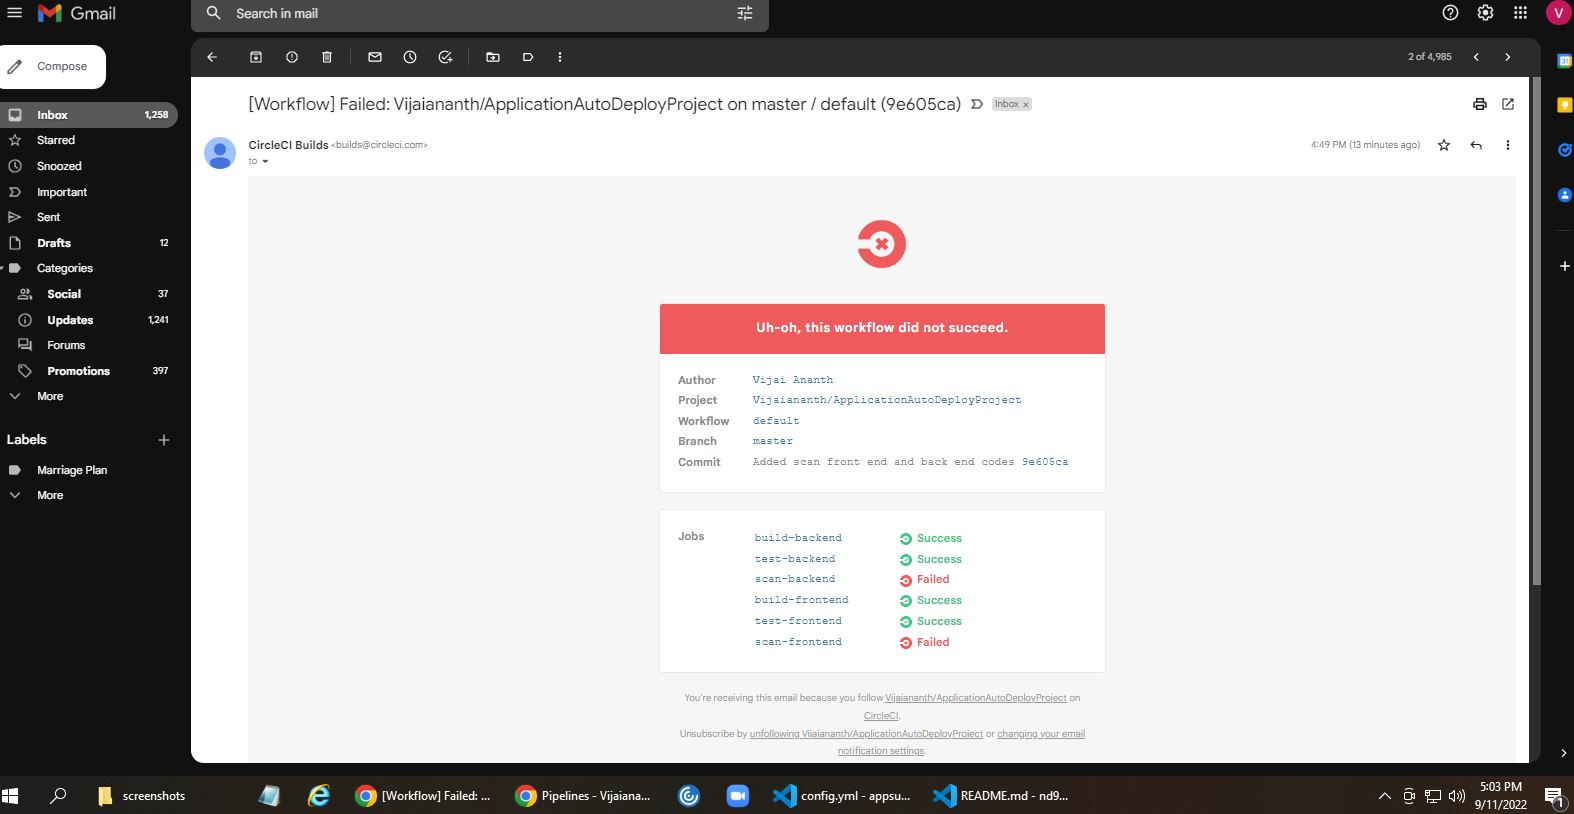 Gmail
Search in mail
V
Compose
2 of 4,985
Inbox 1,258
Starred
Snoozed
Important
Sent
Drafts 12
Categories
Social 37
Updates 1,241
Forums
Promotions 397
More
Labels
Marriage Plan
More
[Workflow] Failed: Vijaiananth/ApplicationAutoDeployProject on master / default (9e605ca) Inbox x
CircleCI Builds <builds@circleci.com> 4:49 PM (13 minutes ago)
to
Uh-oh, this workflow did not succeed.
Author Vijai Ananth
Project Vijaiananth/ApplicationAutoDeployProject
Workflow default
Branch master
Commit Added scan front end and back end codes 9e605ca
Jobs build-backend Success
test-backend Success
scan-backend Failed
build-frontend Success
test-frontend Success
scan-frontend Failed
You're receiving this email because you follow Vijaiananth/ApplicationAutoDeployProject on
CircleCI.
Unsubscribe by unfollowing Vijaiananth/ApplicationAutoDeployProject or changing your email
notification settings.
31
screenshots
[Workflow] Failed: ...
Pipelines - Vijaiana...
config.yml - appsu...
README.md - nd9...
5:03 PM
9/11/2022
1